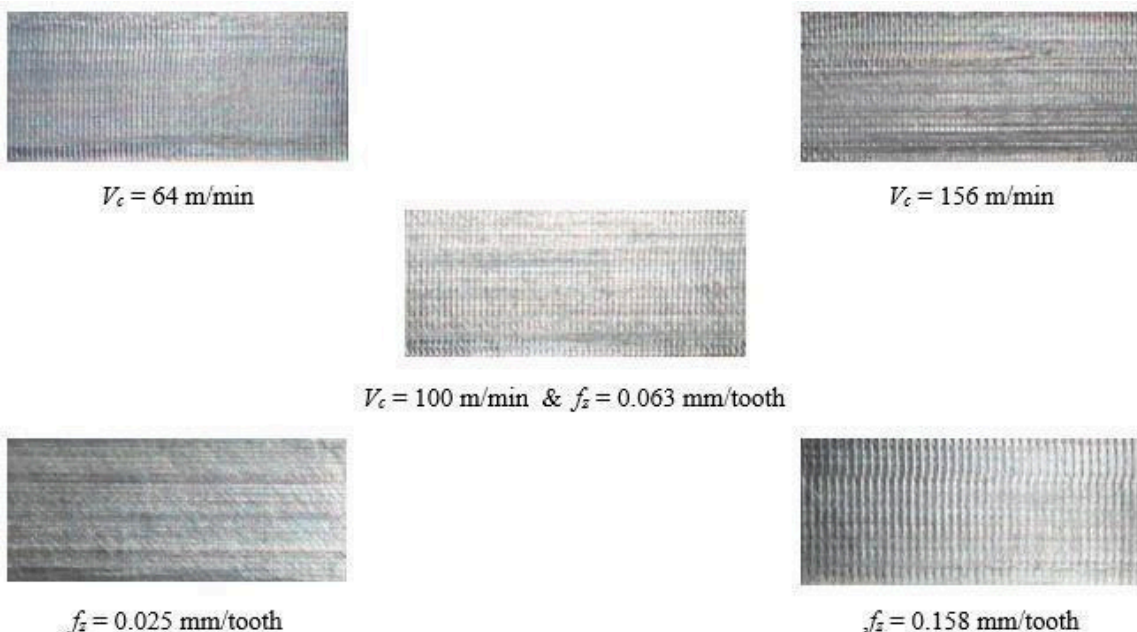 V_c = 64 m/min
V_c = 156 m/min
V_c = 100 m/min & f_z = 0.063 mm/tooth
f_z = 0.025 mm/tooth
f_z = 0.158 mm/tooth